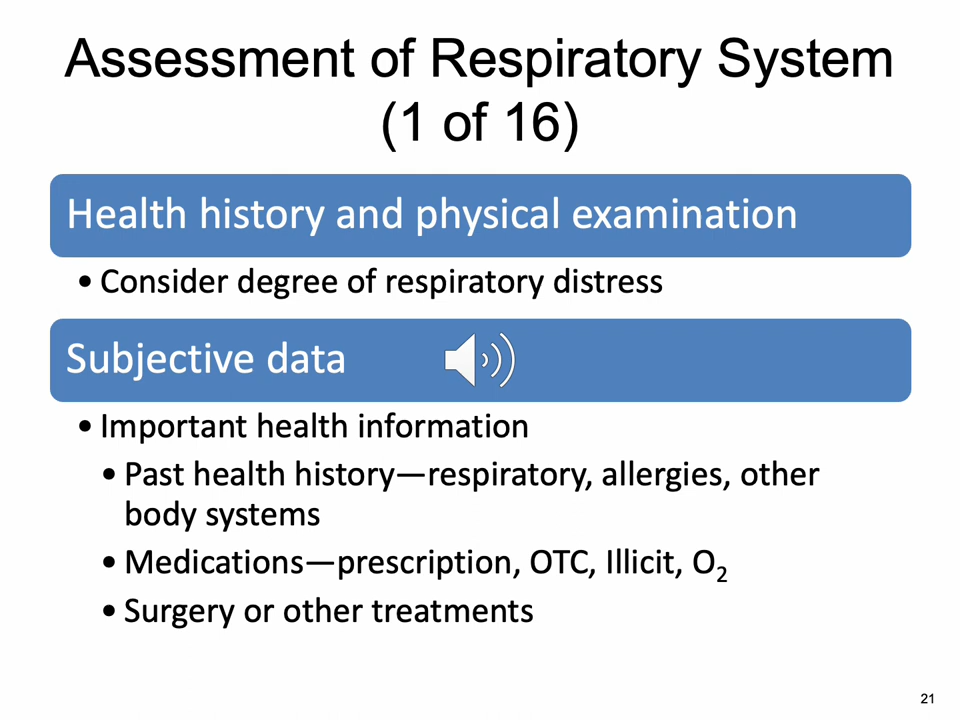 Assessment of Respiratory System
(1 of 16)
Health history and physical examination
• Consider degree of respiratory distress
Subjective data
• Important health information
• Past health history—respiratory, allergies, other
body systems
• Medications—prescription, OTC, Illicit, O₂
• Surgery or other treatments
21